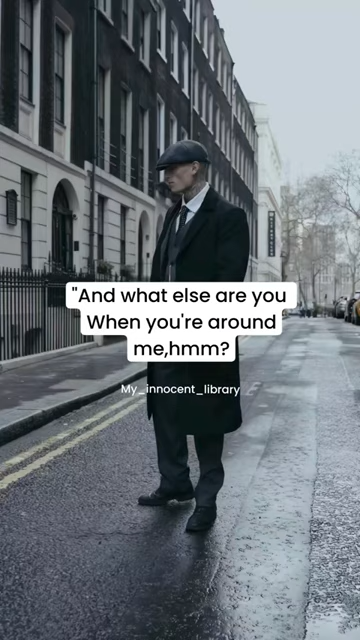 "And what else are you
When you're around
me,hmm?
My_innocent_library